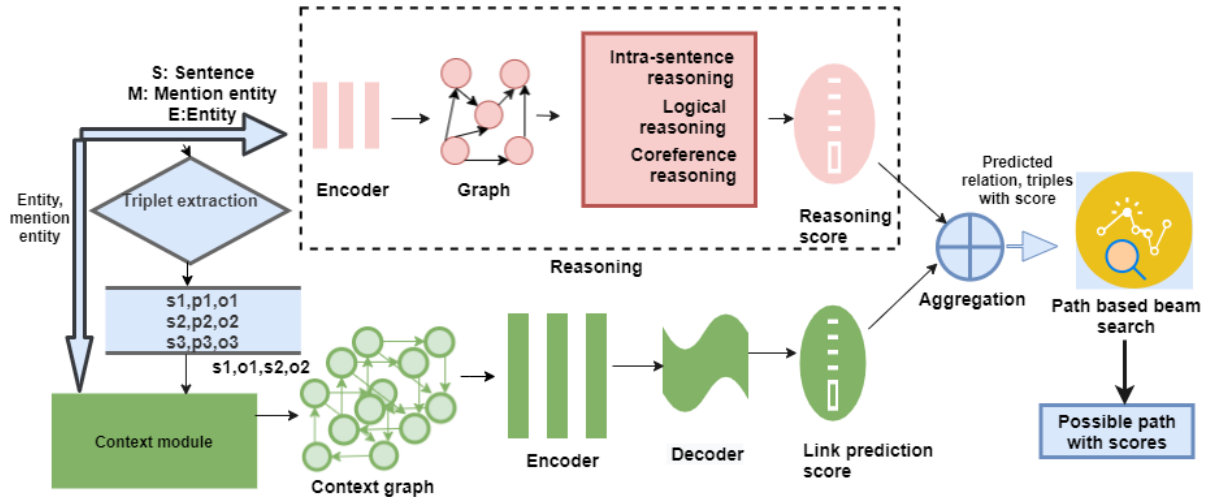 S: Sentence
M: Mention entity
E:Entity
Entity,
mention
entity
Triplet extraction
s1,p1,o1
s2,p2,o2
s3,p3,o3
s1,o1,s2,o2
Context module
Encoder
Graph
Intra-sentence
reasoning
Logical
reasoning
Coreference
reasoning
Reasoning
score
Reasoning
Context graph
Encoder
Decoder
Link prediction
score
Aggregation
Predicted
relation, triples
with score
Path based beam
search
Possible path
with scores